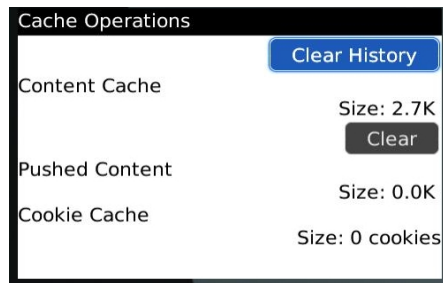 Cache Operations
Clear History
Content Cache
Size: 2.7K
Clear
Pushed Content
Size: 0.0K
Cookie Cache
Size: 0 cookies